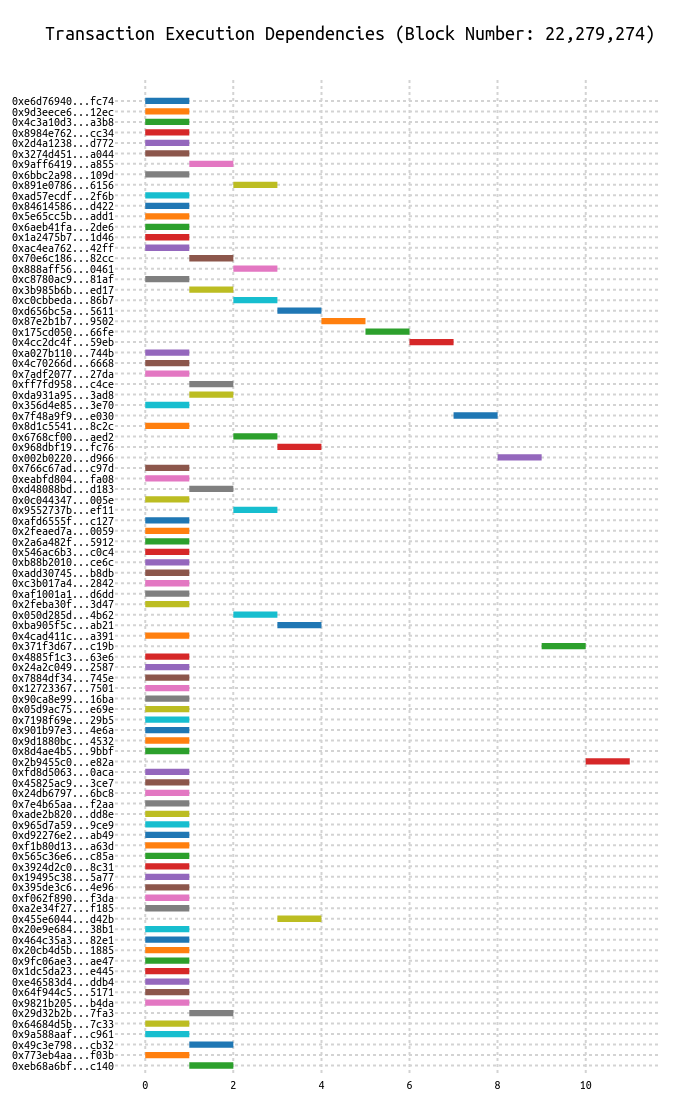 Transaction Execution Dependencies (Block Number: 22,279,274)
0xe6d76940...fc74
0x9d3eece6...12ec
0x4c3a10d3...a3b8
0x8984e762...cc34
0x2d4a1238...d772
0x3274d451...a044
0x9aff6419...a855
0x6bbc2a98...109d
0x891e0786...6156
0xad57ecdf...2f6b
0x84614586...d422
0x5e65cc5b...add1
0x6aeb41fa...2de6
0x1a2475b7...1d46
0xac4ea762...42ff
0x70e6c186...82cc
0x888aff56...0461
0xc8780ac9...81af
0x3b985b6b...ed17
0xc0cbbeda...86b7
0xd656bc5a...5611
0x87e2b1b7...9502
0x175cd050...66fe
0x4cc2dc4f...59eb
0xa027b110...744b
0x4c70266d...6668
0x7adf2077...27da
0xff7fd958...c4ce
0xda931a95...3ad8
0x356d4e85...3e70
0x7f48a9f9...e030
0x8d1c5541...8c2c
0x6768cf00...aed2
0x968dbf19...fc76
0x002b0220...d966
0x766c67ad...c97d
0xeabfd804...fa08
0xd48088bd...d183
0x0c044347...005e
0x9552737b...ef11
0xafd6555f...c127
0x2feaed7a...0059
0x2a6a482f...5912
0x546ac6b3...c0c4
0xb88b2010...ce6c
0xadd30745...b8db
0xc3b017a4...2842
0xaf1001a1...d6dd
0x2feba30f...3d47
0x050d285d...4b62
0xba905f5c...ab21
0x4cad411c...a391
0x371f3d67...c19b
0x4885f1c3...63e6
0x24a2c049...2587
0x7884df34...745e
0x12723367...7501
0x90ca8e99...16ba
0x05d9ac75...e69e
0x7198f69e...29b5
0x901b97e3...4e6a
0x9d1880bc...4532
0x8d4ae4b5...9bbf
0x2b9455c0...e82a
0xfd8d5063...0aca
0x45825ac9...3ce7
0x24db6797...6bc8
0x7e4b65aa...f2aa
0xade2b820...dd8e
0x965d7a59...9ce9
0xd92276e2...ab49
0xf1b80d13...a63d
0x565c36e6...c85a
0x3924d2c0...8c31
0x19495c38...5a77
0x395de3c6...4e96
0xf062f890...f3da
0xa2e34f27...f185
0x455e6044...d42b
0x20e9e684...38b1
0x464c35a3...82e1
0x20cb4d5b...1885
0x9fc06ae3...ae47
0x1dc5da23...e445
0xe46583d4...ddb4
0x64f944c5...5171
0x9821b205...b4da
0x29d32b2b...7fa3
0x64684d5b...7c33
0x9a588aaf...c961
0x49c3e798...cb32
0x773eb4aa...f03b
0xeb68a6bf...c140
0 2 4 6 8 10